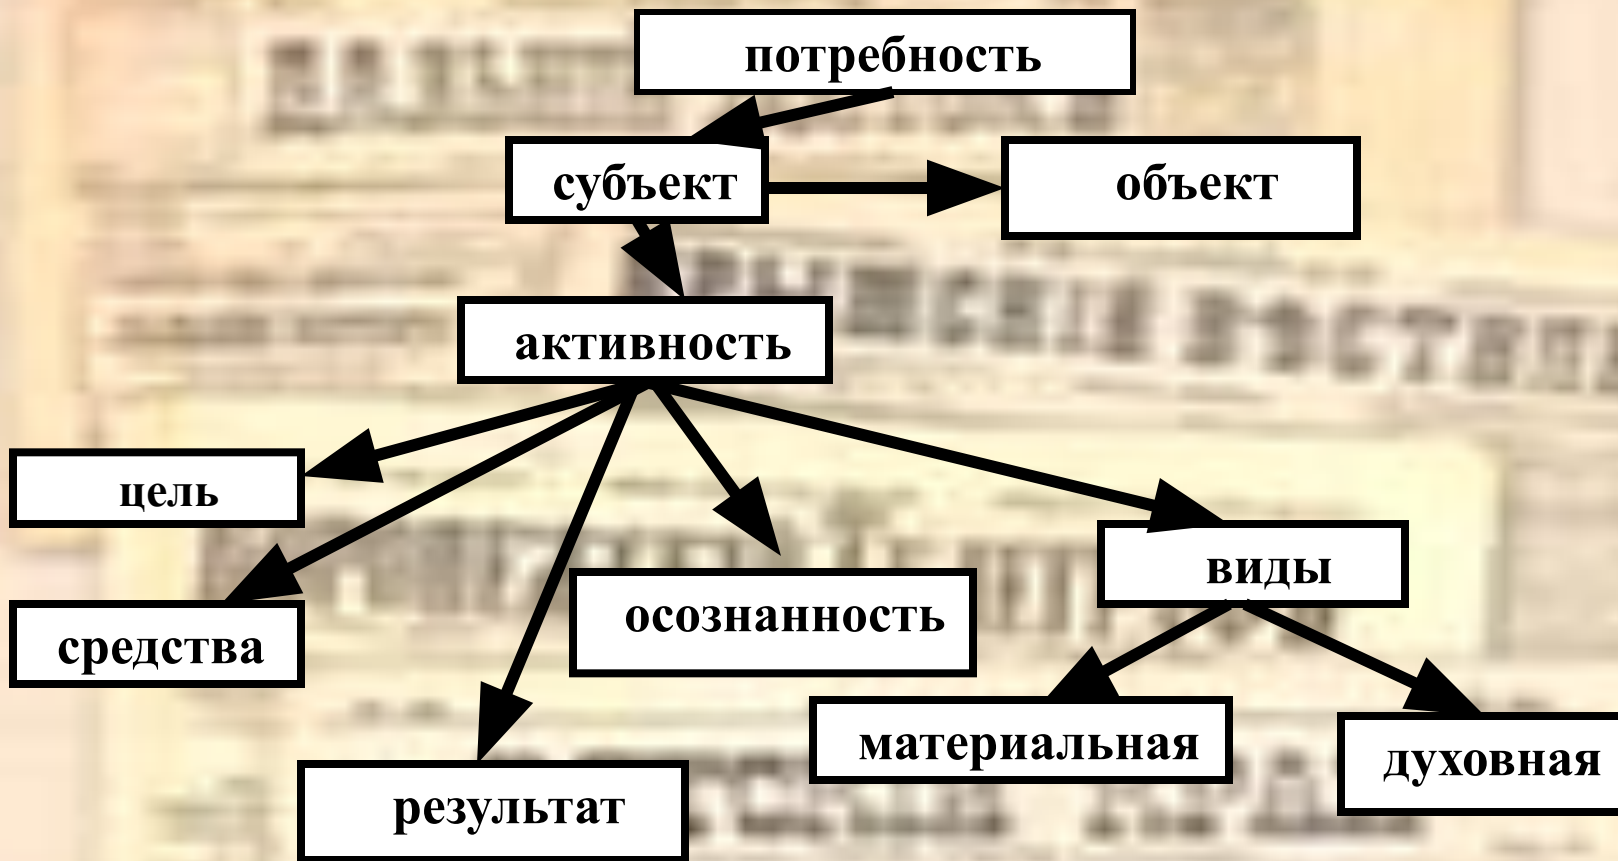 потребность
субъект
объект
активность
цель
осознанность
виды
средства
материальная
духовная
результат